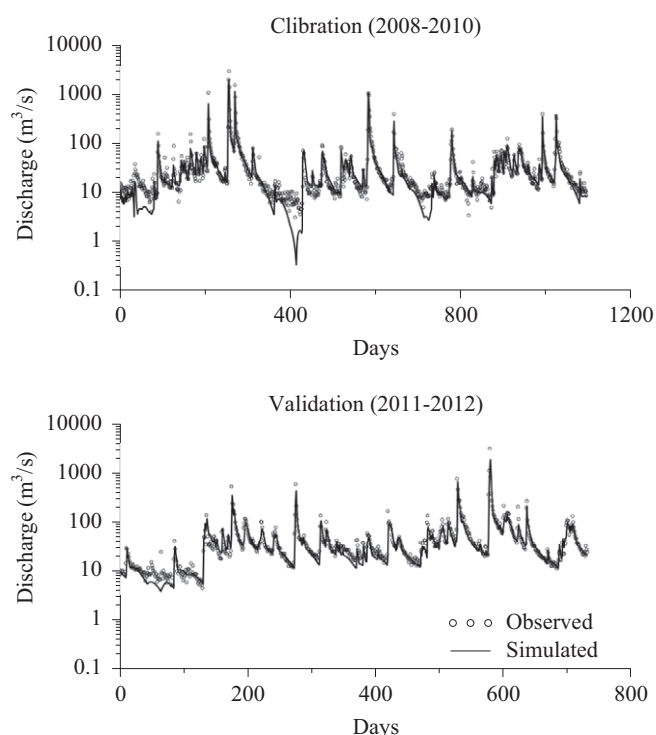 Clibration (2008-2010)
Discharge (m³/s)
10000
1000
100
10
1
0.1
0
400
800
1200
Days
Validation (2011-2012)
Discharge (m³/s)
10000
1000
100
10
1
0.1
Observed
Simulated
0
200
400
600
800
Days